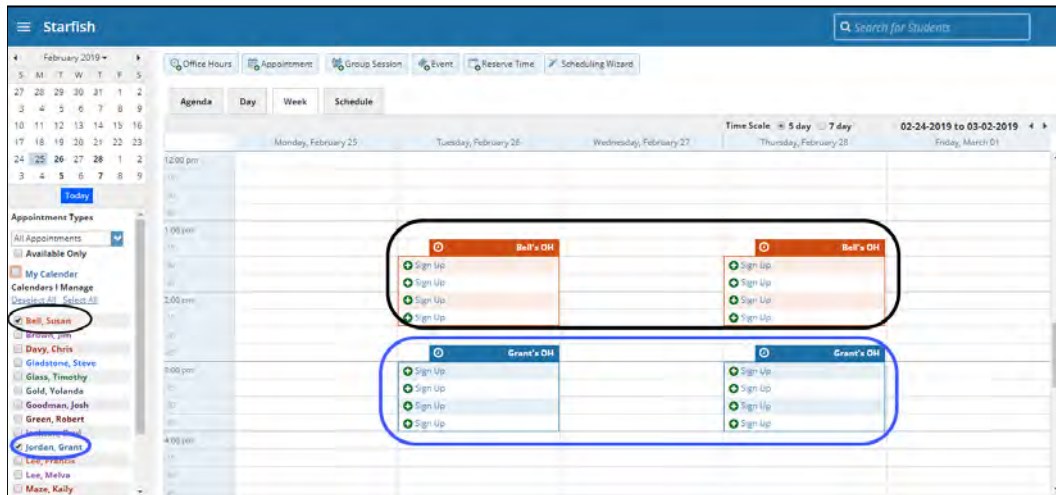 Starfish
Search for Students
February 2019
S M T W T F S
27 28 29 30 31 1 2
3 4 5 6 7 8 9
10 11 12 13 14 15 16
17 18 19 20 21 22 23
24 25 26 27 28 1 2
3 4 5 6 7 8 9
Today
Office Hours Appointment Group Session Event Reserve Time Scheduling Wizard
Agenda Day Week Schedule
Time Scale 5 day 7 day 02-24-2019 to 03-02-2019
Monday, February 25 Tuesday, February 26 Wednesday, February 27 Thursday, February 28 Friday, March 01
Appointment Types
All Appointments
Available Only
My Calendar
Calendars I Manage
Deselect All Select All
Bell, Susan
Brown, Jim
Davy, Chris
Gladstone, Steve
Glass, Timothy
Gold, Yolanda
Goodman, Josh
Green, Robert
Jordan, Grant
Lee, Francis
Lee, Melva
Maze, Kaily
12:00 pm
1:00 pm
Bell's OH Bell's OH
Sign Up Sign Up
Sign Up Sign Up
2:00 pm Sign Up Sign Up
Sign Up Sign Up
Grant's OH Grant's OH
3:00 pm Sign Up Sign Up
Sign Up Sign Up
Sign Up Sign Up
Sign Up Sign Up
4:00 pm